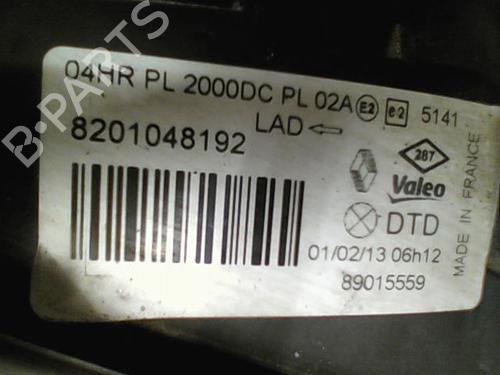 B-PARTS
04HR PL 2000DC PL 02A E2 e2 5141
8201048192
LAD
287
Valeo
DTD
01/02/13 06h12
89015559
MADE IN FRANCE